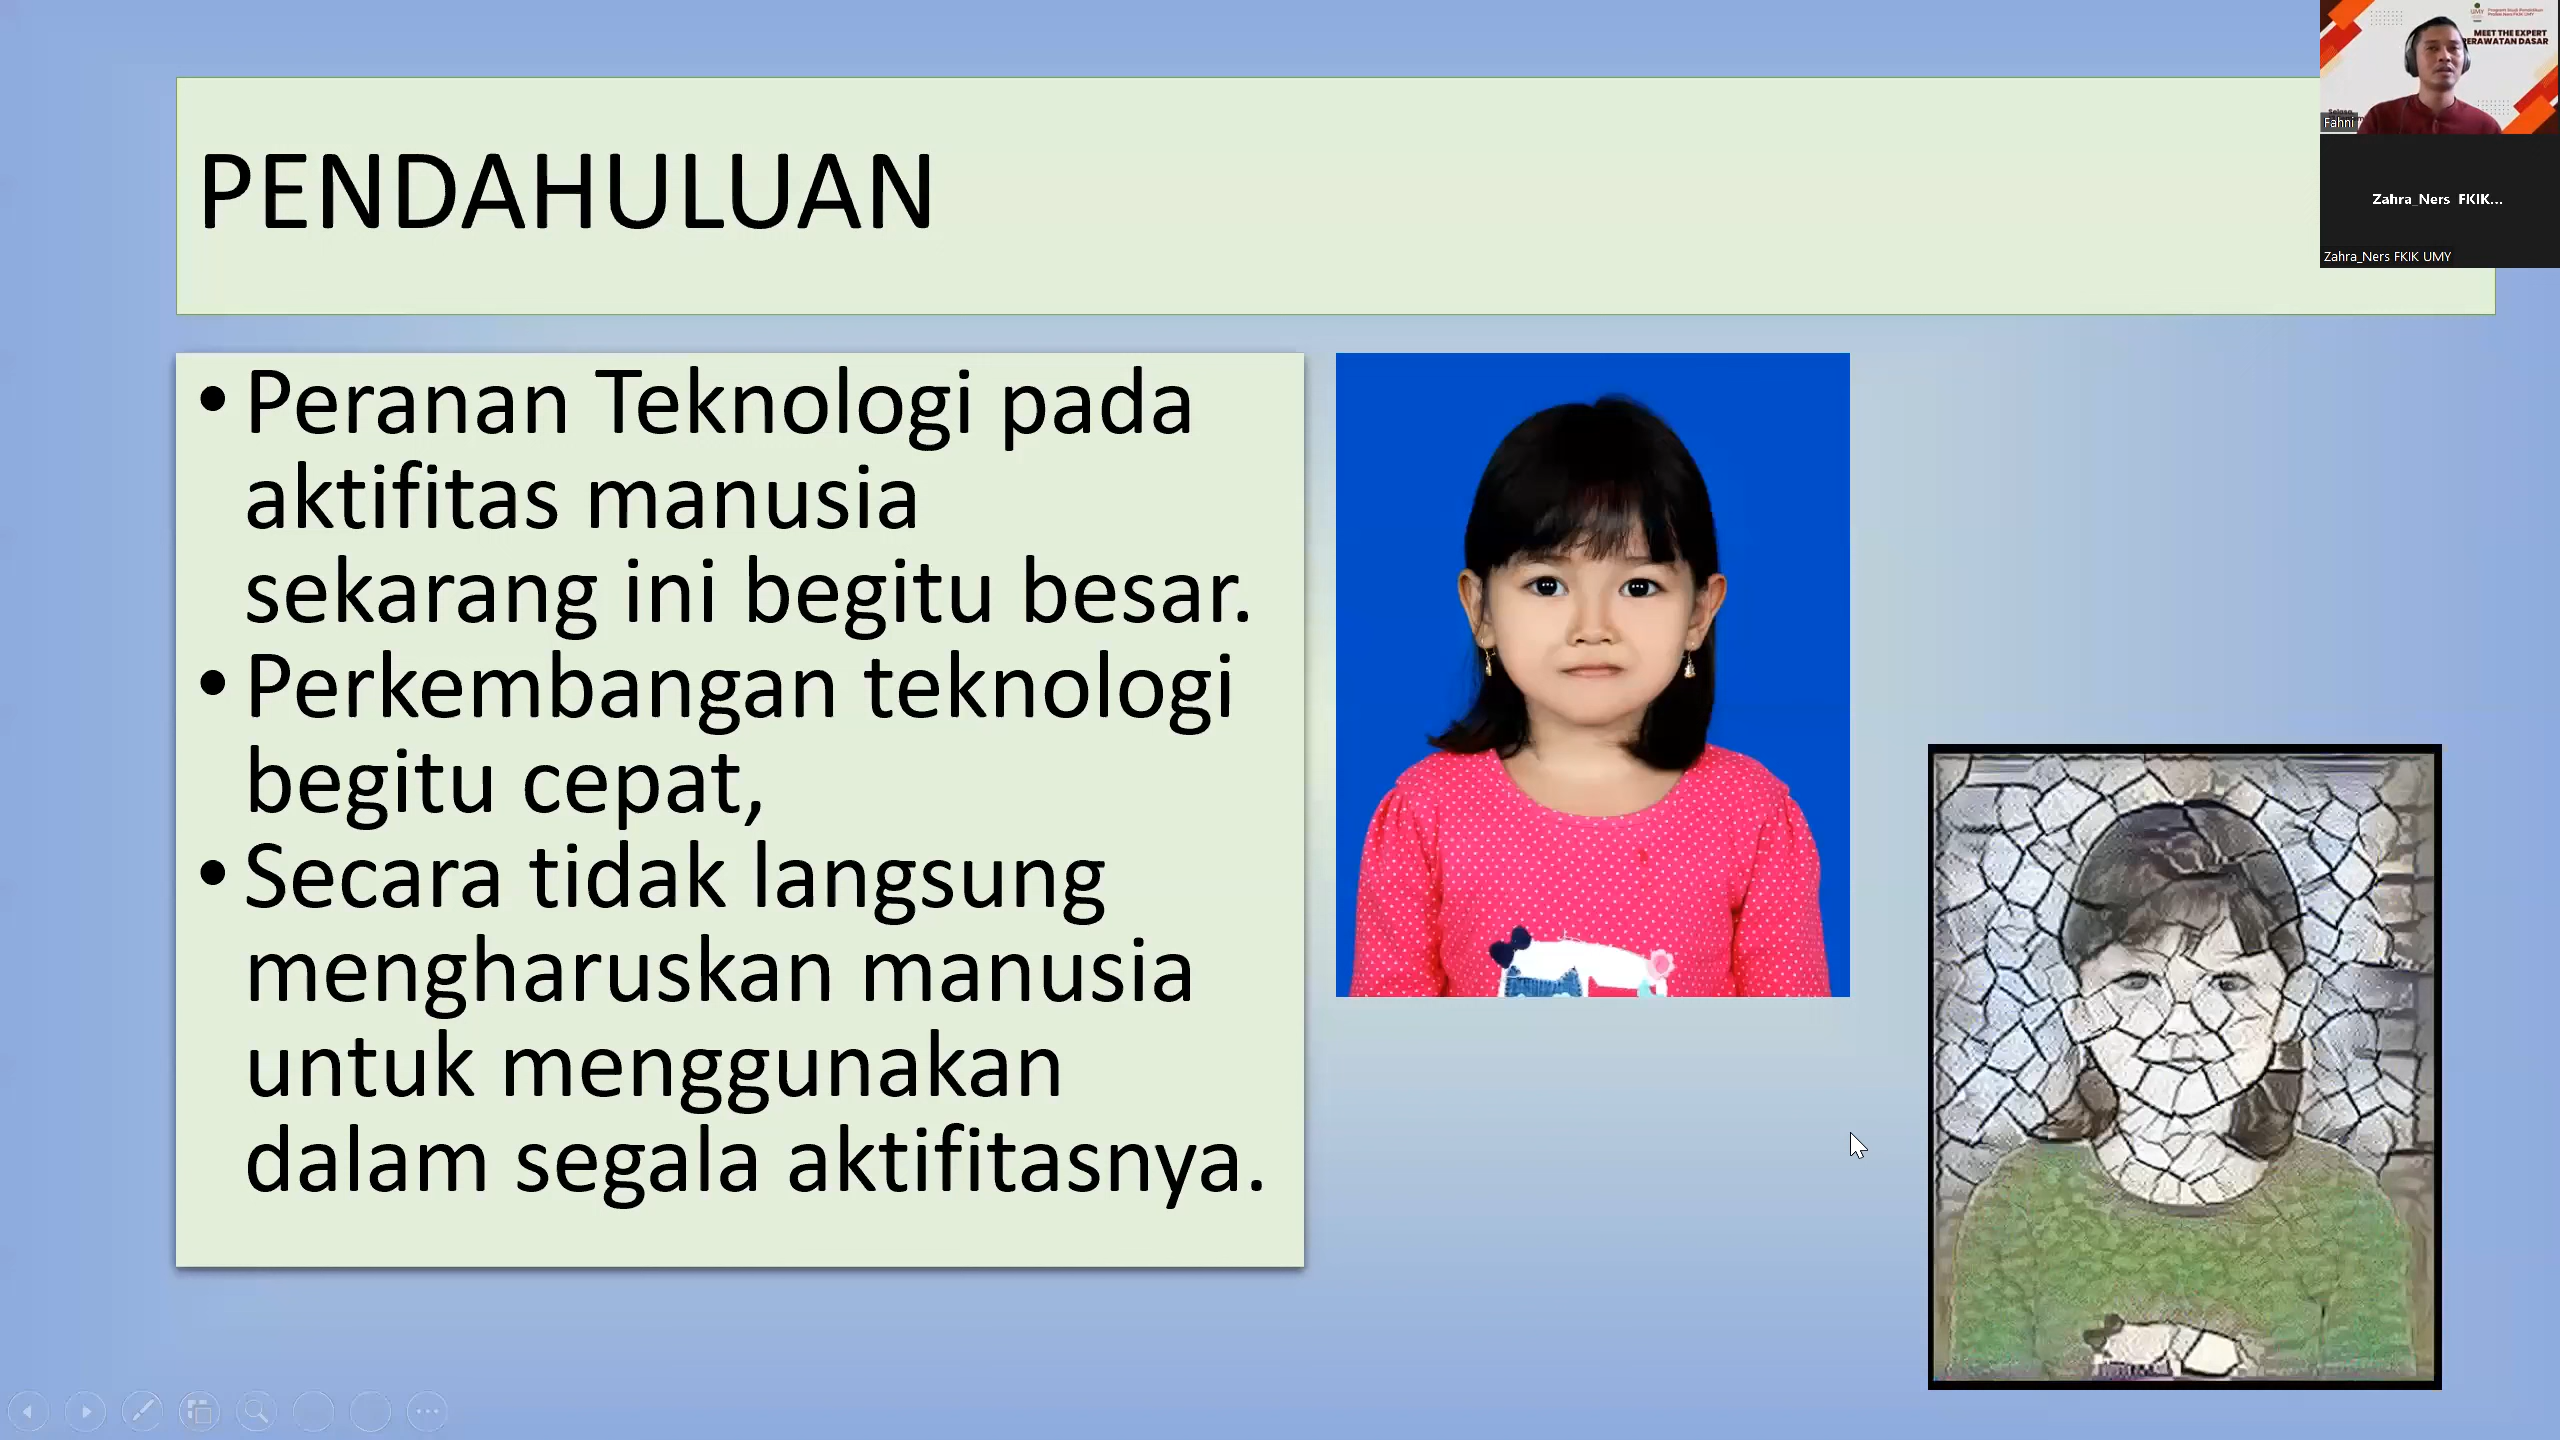 PENDAHULUAN
• Peranan Teknologi pada
aktifitas manusia
sekarang ini begitu besar.
• Perkembangan teknologi
begitu cepat,
• Secara tidak langsung
mengharuskan manusia
untuk menggunakan
dalam segala aktifitasnya.
MEET THE EXPERT
PERAWATAN DASAR
Fahni
Zahra_Ners FKIK...
Zahra_Ners FKIK UMY